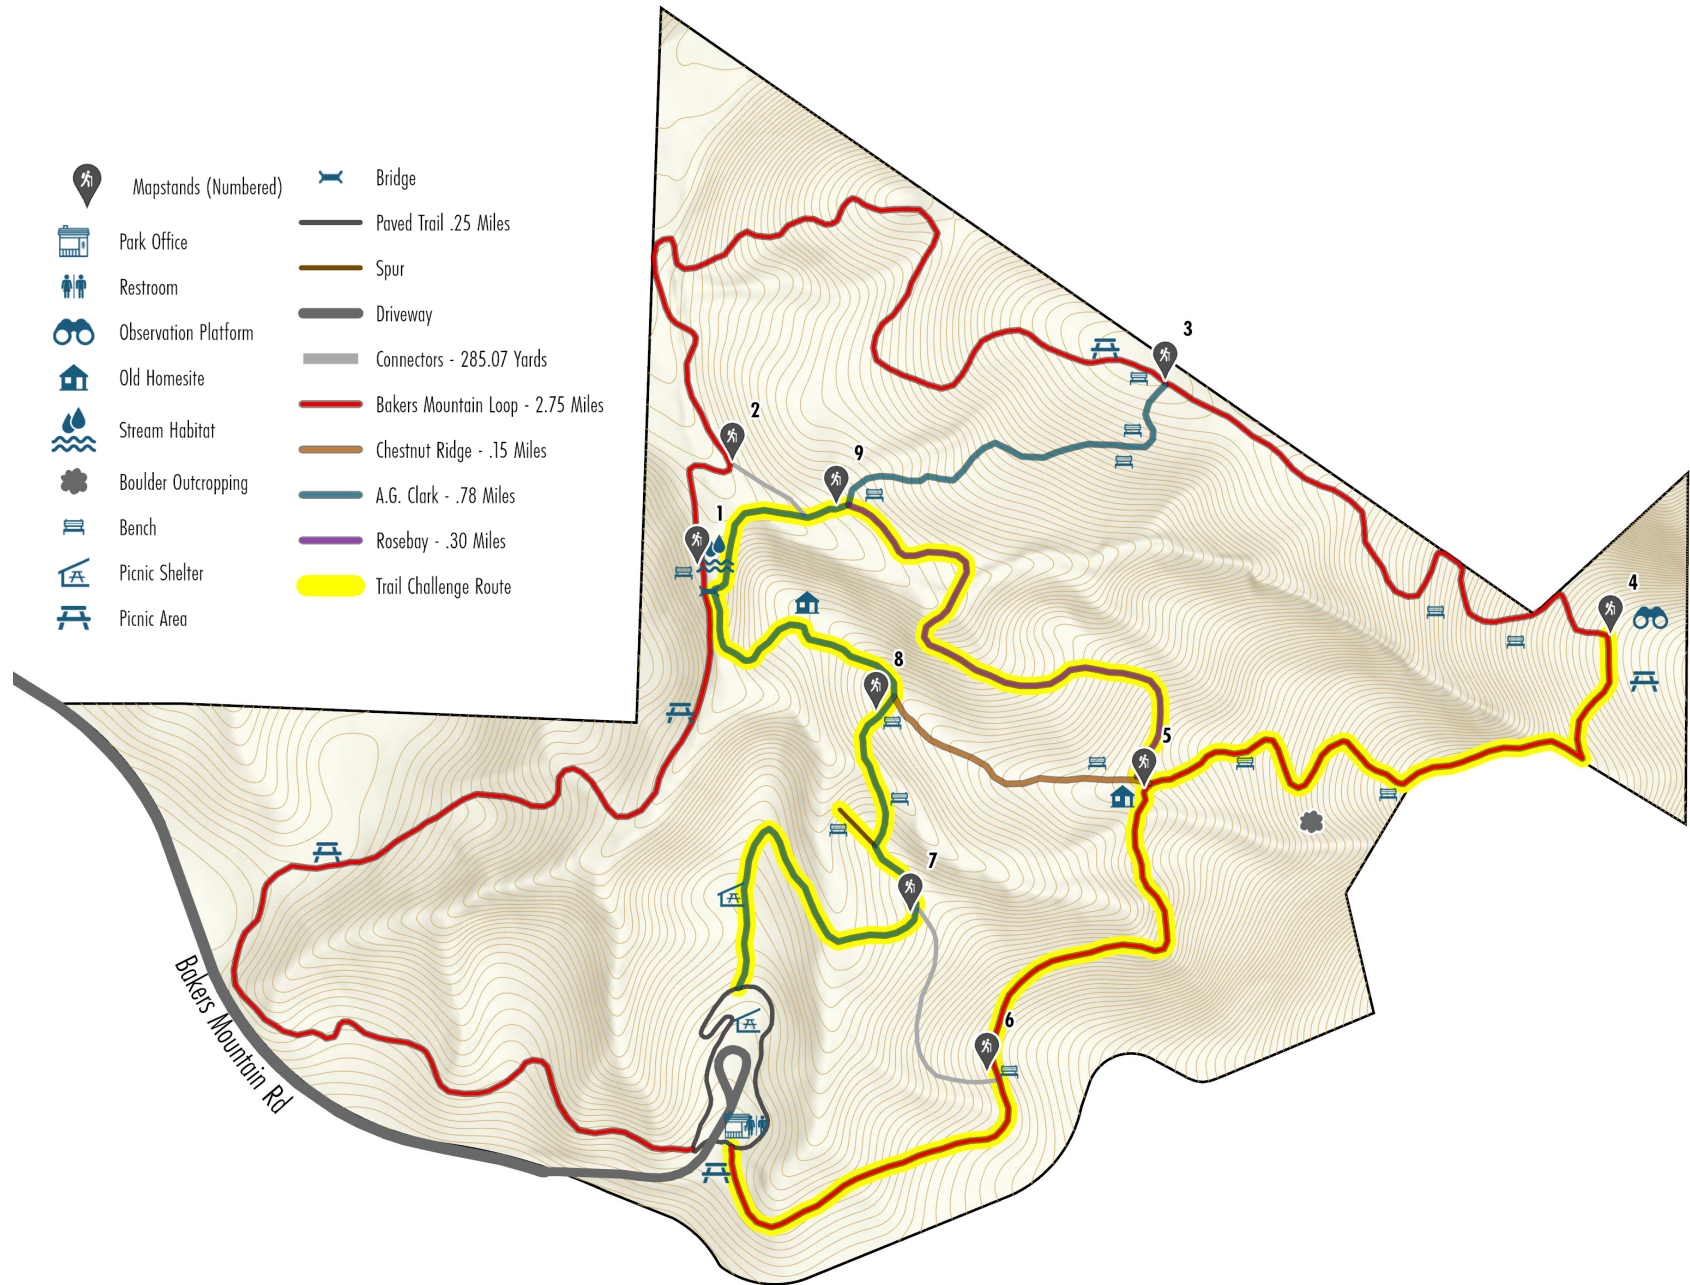 Mapstands (Numbered)
Park Office
Restroom
Observation Platform
Old Homesite
Stream Habitat
Boulder Outcropping
Bench
Picnic Shelter
Picnic Area
Bridge
Paved Trail .25 Miles
Spur
Driveway
Connectors - 285.07 Yards
Bakers Mountain Loop - 2.75 Miles
Chestnut Ridge - .15 Miles
A.G. Clark - .78 Miles
Rosebay - .30 Miles
Trail Challenge Route
3
2
9
1
4
8
5
7
6
Bakers Mountain Rd